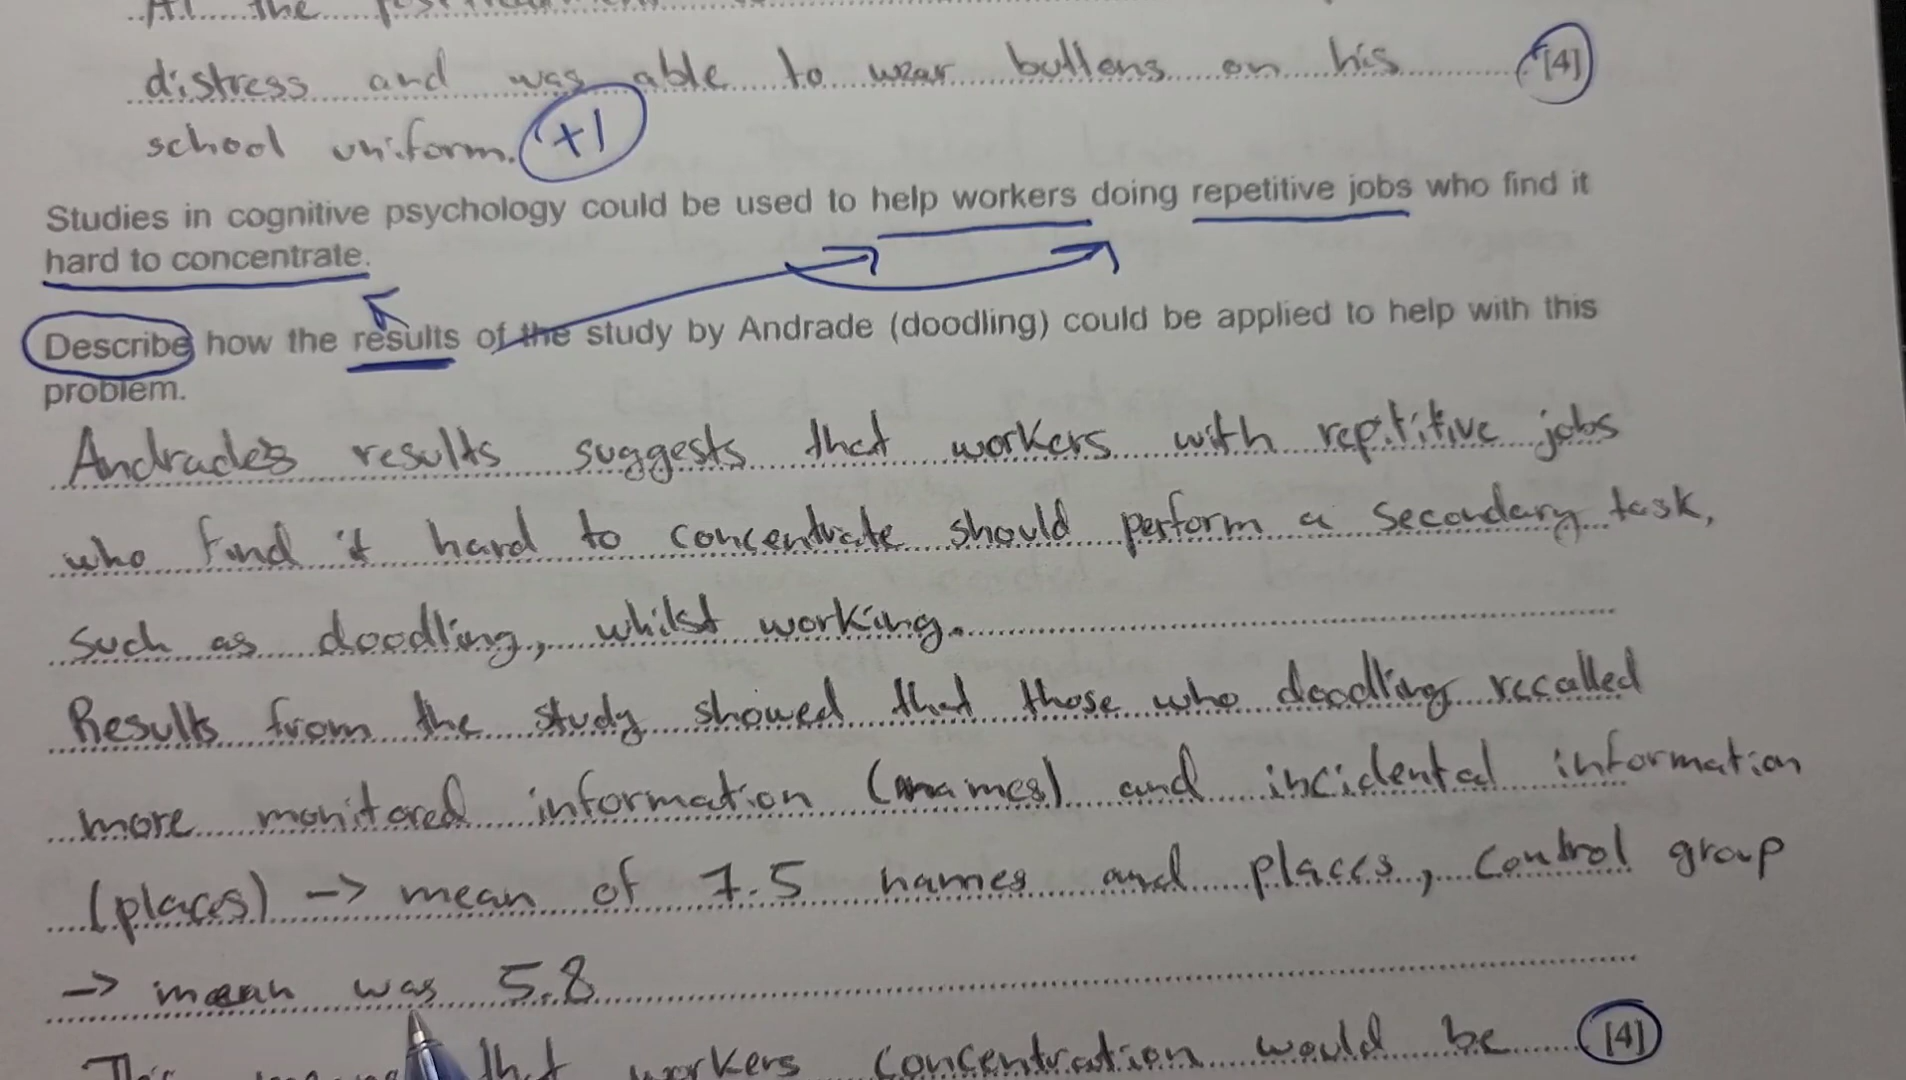 At the
distress and was able to wear buttons on his [4]
school uniform. +1
Studies in cognitive psychology could be used to help workers doing repetitive jobs who find it
hard to concentrate.
Describe how the results of the study by Andrade (doodling) could be applied to help with this
problem.
Andrade's results suggests that workers with reptitive jobs
who find it hard to concentrate should perform a secondary task,
such as doodling, whilst working.
Results from the study showed that those who doodling recalled
more monitored information (names) and incidental information
(places) -> mean of 7.5 names and places, control group
-> mean was 5.8
that workers concentration would be [4]